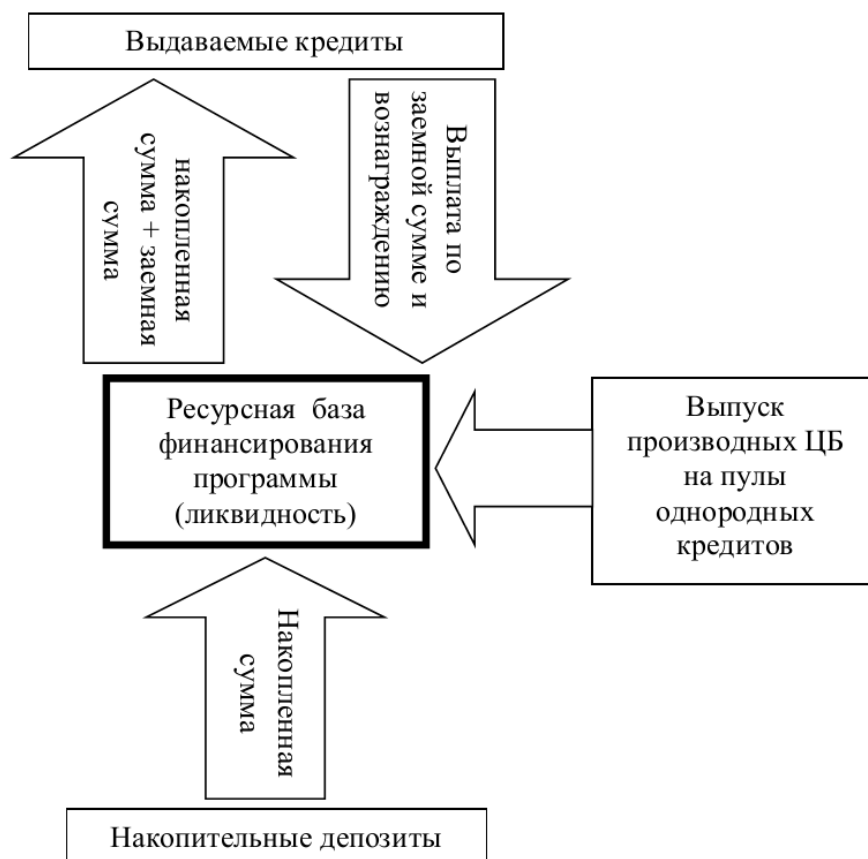 Выдаваемые кредиты
накопленная
сумма + заемная
сумма
Выплата по
заемной сумме и
вознаграждению
Ресурсная база
финансирования
программы
(ликвидность)
Выпуск
производных ЦБ
на пулы
однородных
кредитов
Накопленная
сумма
Накопительные депозиты